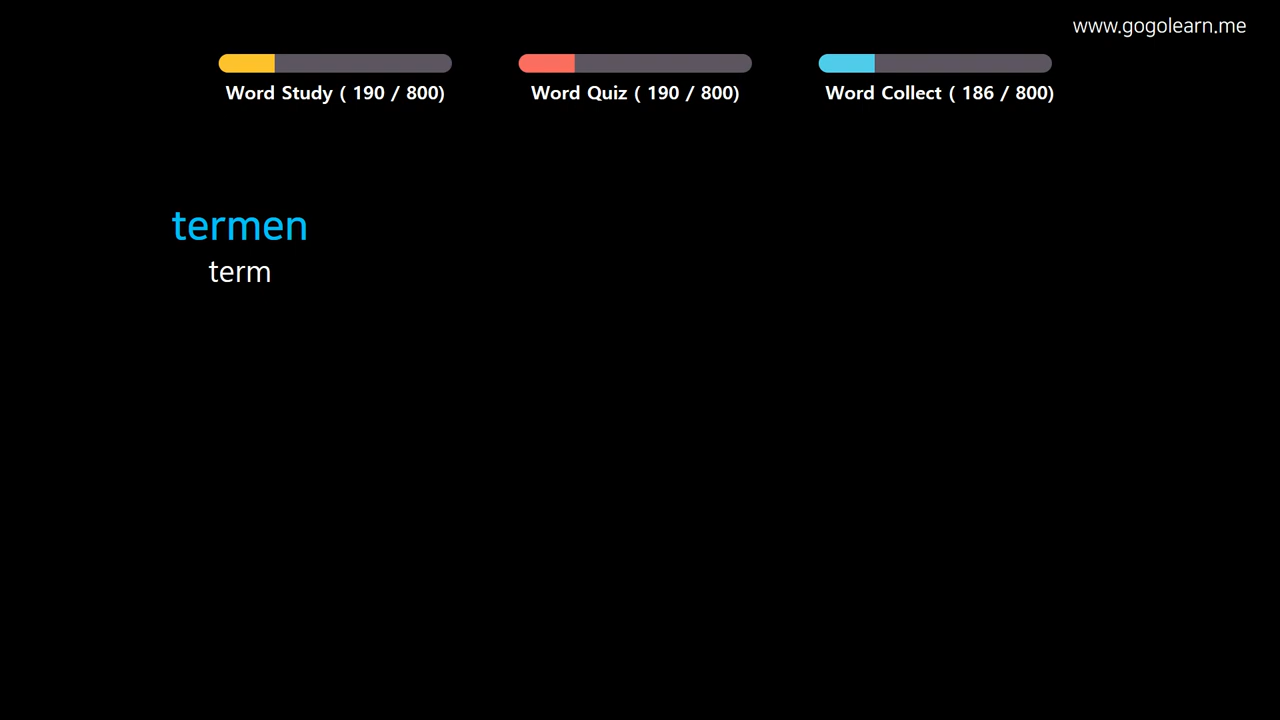 www.gogolearn.me
Word Study ( 190 / 800)
Word Quiz ( 190 / 800)
Word Collect ( 186 / 800)
termen
term